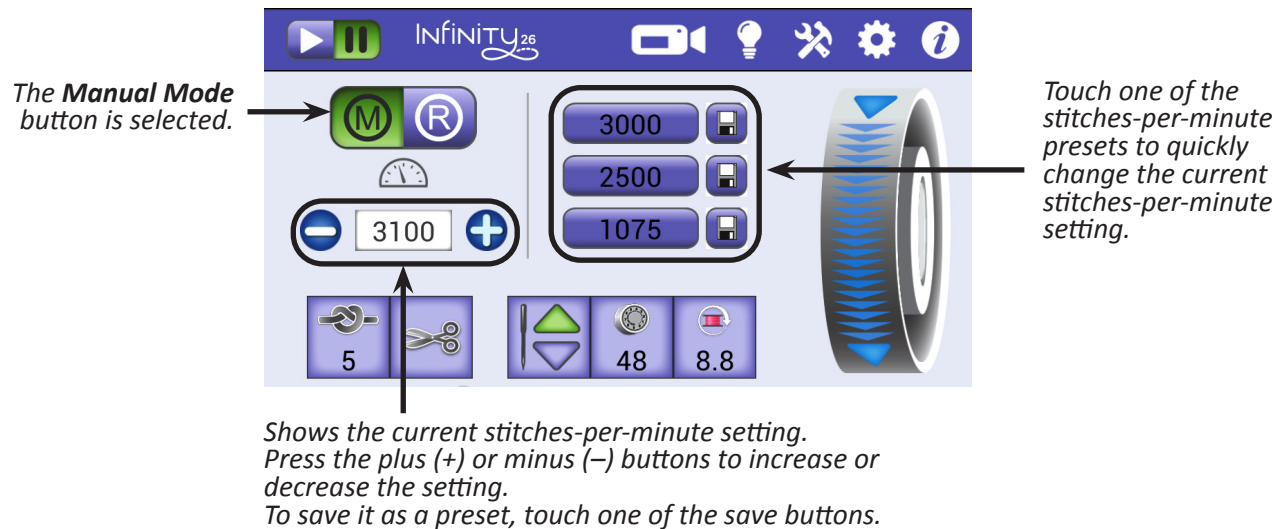 INfiNiTy26
The Manual Mode
button is selected.
M R
3000
2500
1075
3100
5
48
8.8
Touch one of the
stitches-per-minute
presets to quickly
change the current
stitches-per-minute
setting.
Shows the current stitches-per-minute setting.
Press the plus (+) or minus (–) buttons to increase or
decrease the setting.
To save it as a preset, touch one of the save buttons.